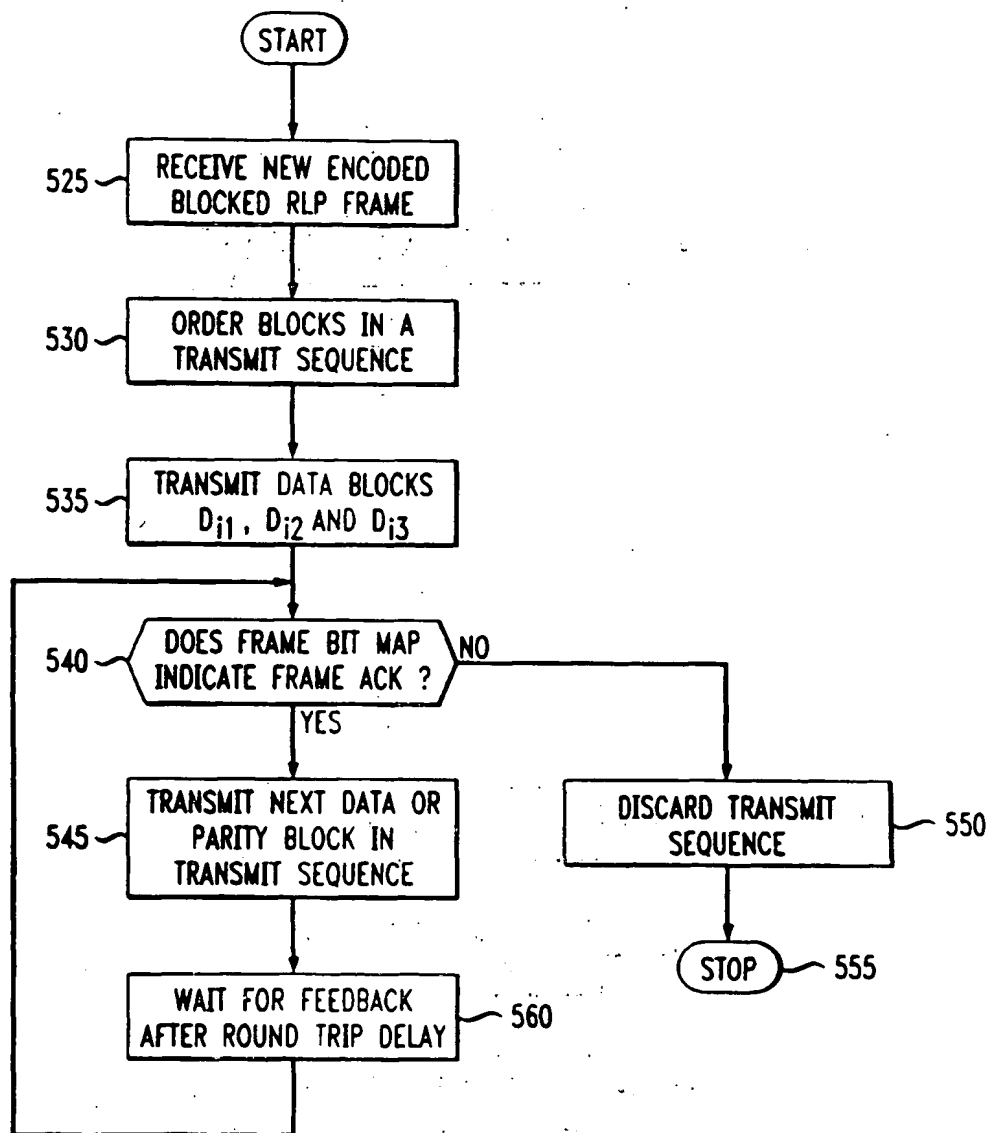 START
525
RECEIVE NEW ENCODED
BLOCKED RLP FRAME
530
ORDER BLOCKS IN A
TRANSMIT SEQUENCE
535
TRANSMIT DATA BLOCKS
Di1, Di2 AND Di3
540
DOES FRAME BIT MAP
INDICATE FRAME ACK ?
NO
YES
545
TRANSMIT NEXT DATA OR
PARITY BLOCK IN
TRANSMIT SEQUENCE
DISCARD TRANSMIT
SEQUENCE
550
STOP
555
WAIT FOR FEEDBACK
AFTER ROUND TRIP DELAY
560